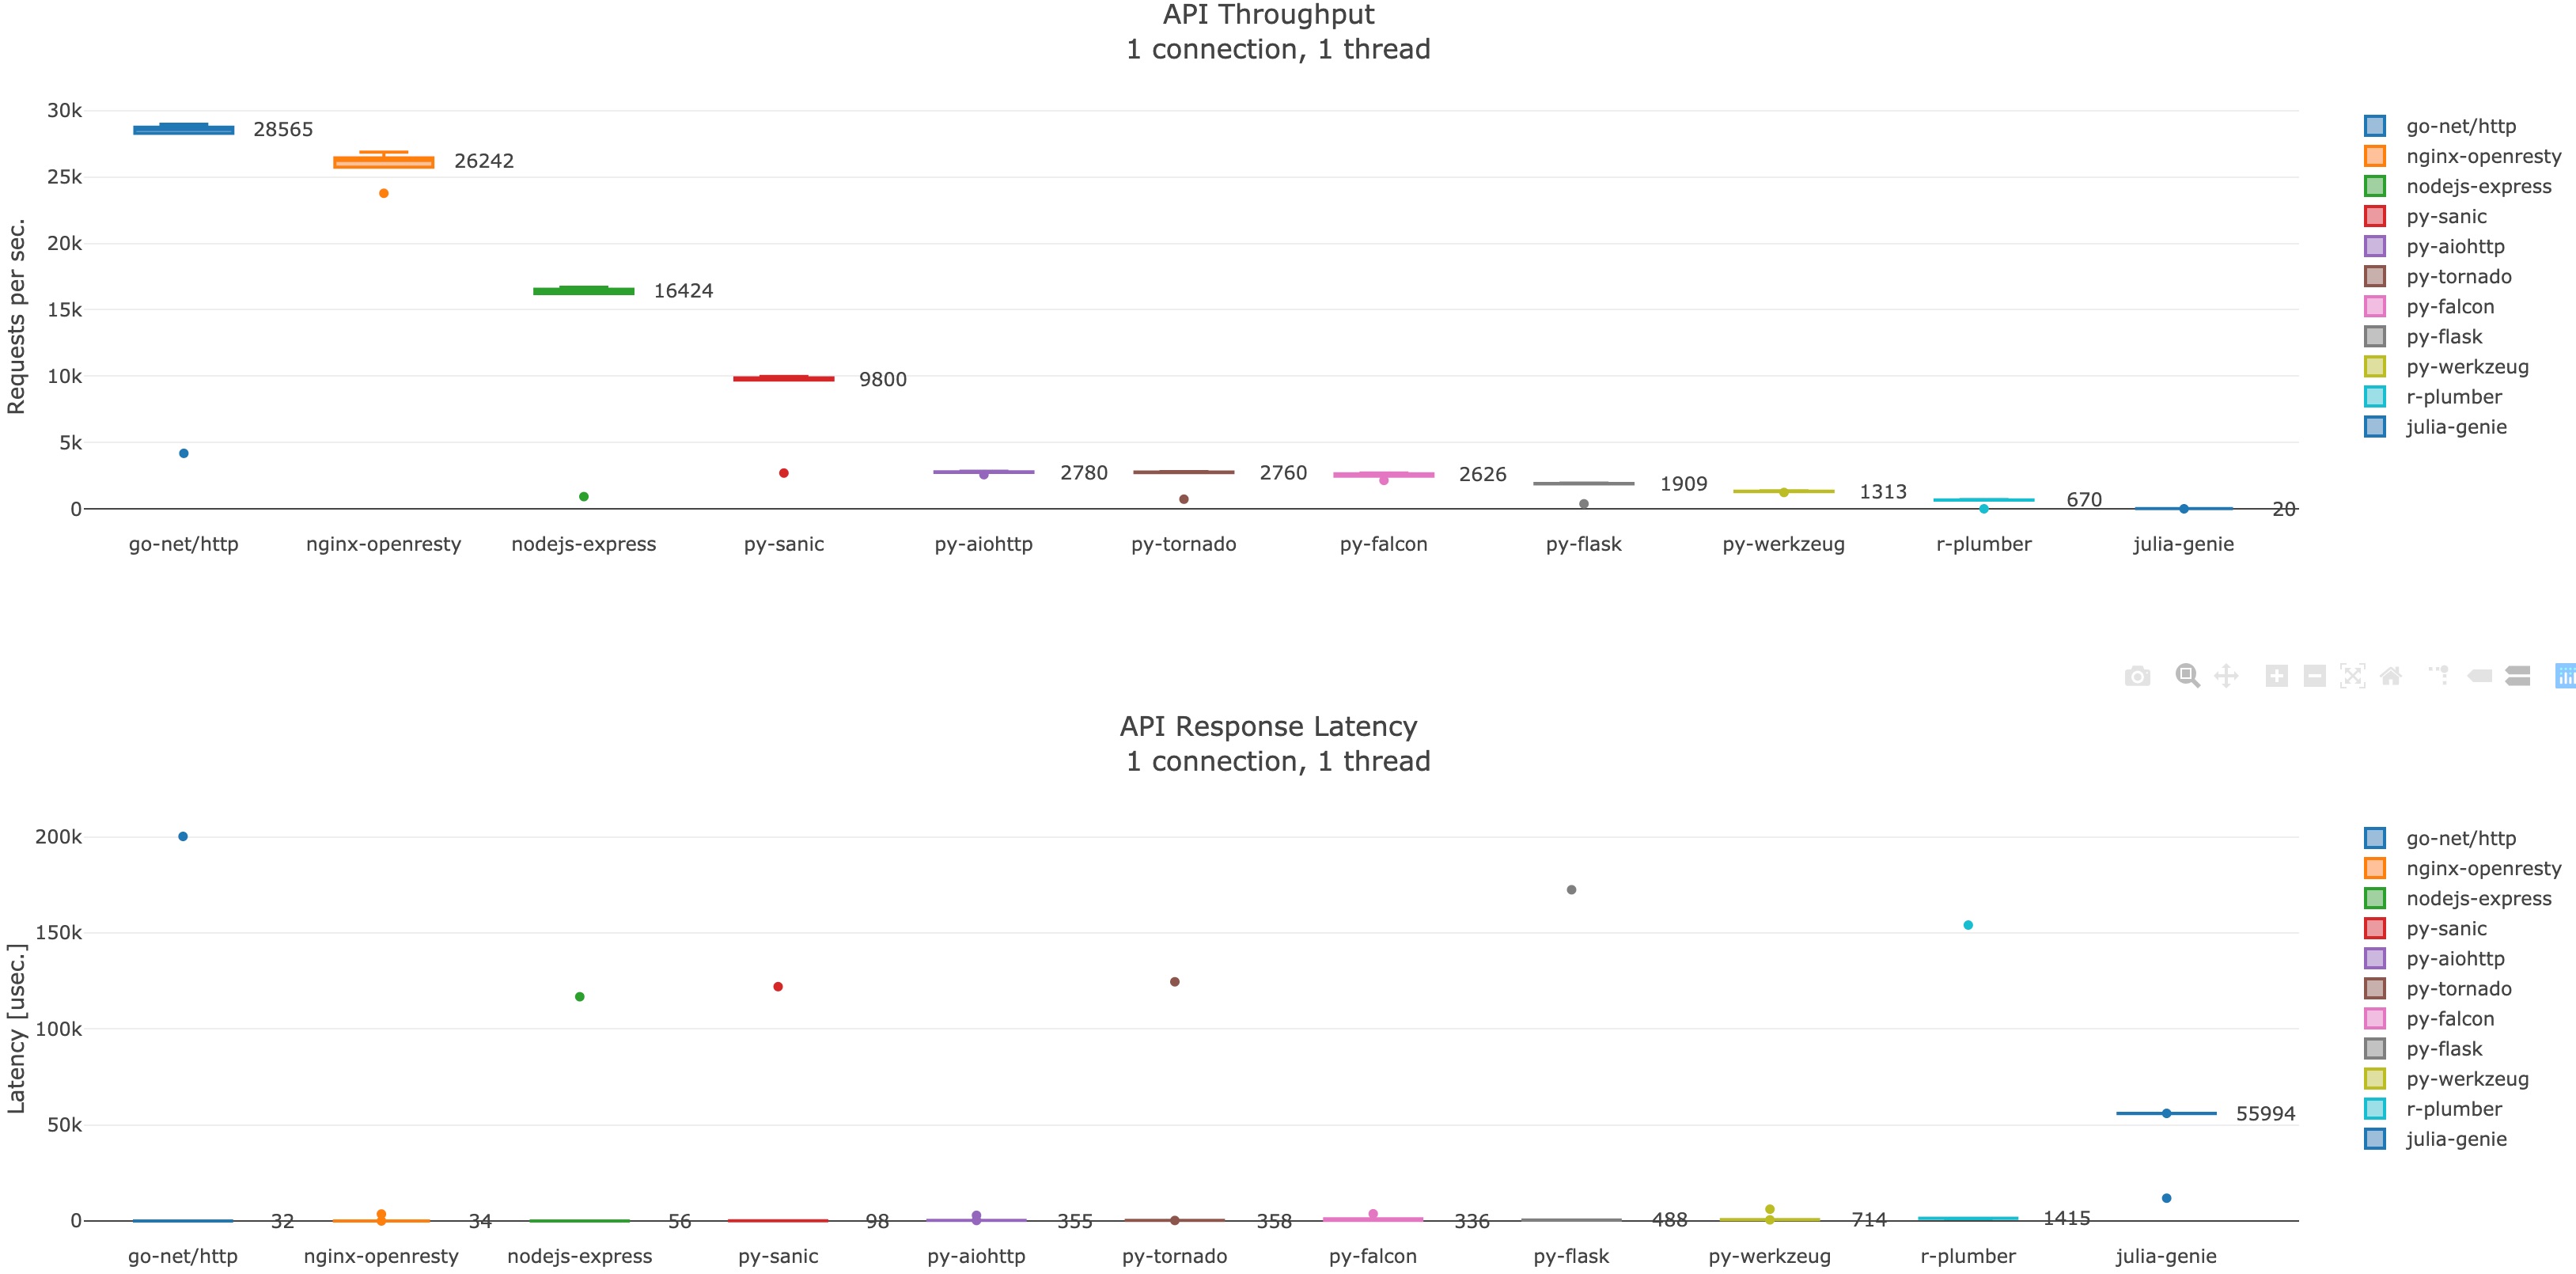 API Throughput
1 connection, 1 thread
Requests per sec.
30k
25k
20k
15k
10k
5k
0
28565
26242
16424
9800
2780
2760
2626
1909
1313
670
20
go-net/http
nginx-openresty
nodejs-express
py-sanic
py-aiohttp
py-tornado
py-falcon
py-flask
py-werkzeug
r-plumber
julia-genie
go-net/http
nginx-openresty
nodejs-express
py-sanic
py-aiohttp
py-tornado
py-falcon
py-flask
py-werkzeug
r-plumber
julia-genie
API Response Latency
1 connection, 1 thread
Latency [usec.]
200k
150k
100k
50k
0
32
34
56
98
355
358
336
488
714
1415
55994
go-net/http
nginx-openresty
nodejs-express
py-sanic
py-aiohttp
py-tornado
py-falcon
py-flask
py-werkzeug
r-plumber
julia-genie
go-net/http
nginx-openresty
nodejs-express
py-sanic
py-aiohttp
py-tornado
py-falcon
py-flask
py-werkzeug
r-plumber
julia-genie